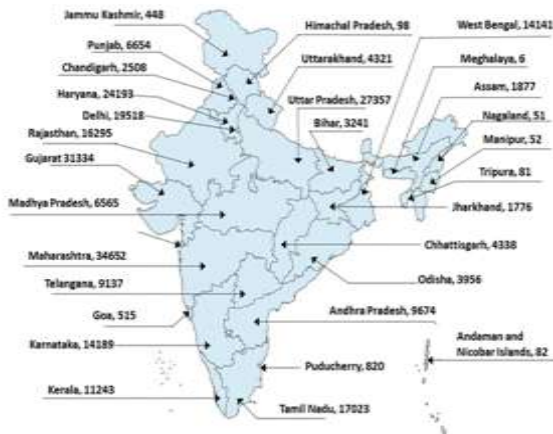 Jammu Kashmir, 448
Himachal Pradesh, 98
West Bengal, 14141
Punjab, 6654
Uttarakhand, 4321
Meghalaya, 6
Chandigarh, 2508
Assam, 1877
Haryana, 24193
Uttar Pradesh, 27357
Nagaland, 51
Delhi, 19518
Bihar, 3241
Manipur, 52
Rajasthan, 16295
Tripura, 81
Gujarat 31334
Madhya Pradesh, 6565
Jharkhand, 1776
Chhattisgarh, 4338
Maharashtra, 34652
Odisha, 3956
Telangana, 9137
Goa, 515
Andhra Pradesh, 9674
Andaman and
Nicobar Islands, 82
Karnataka, 14189
Puducherry, 820
Kerala, 11243
Tamil Nadu, 17023